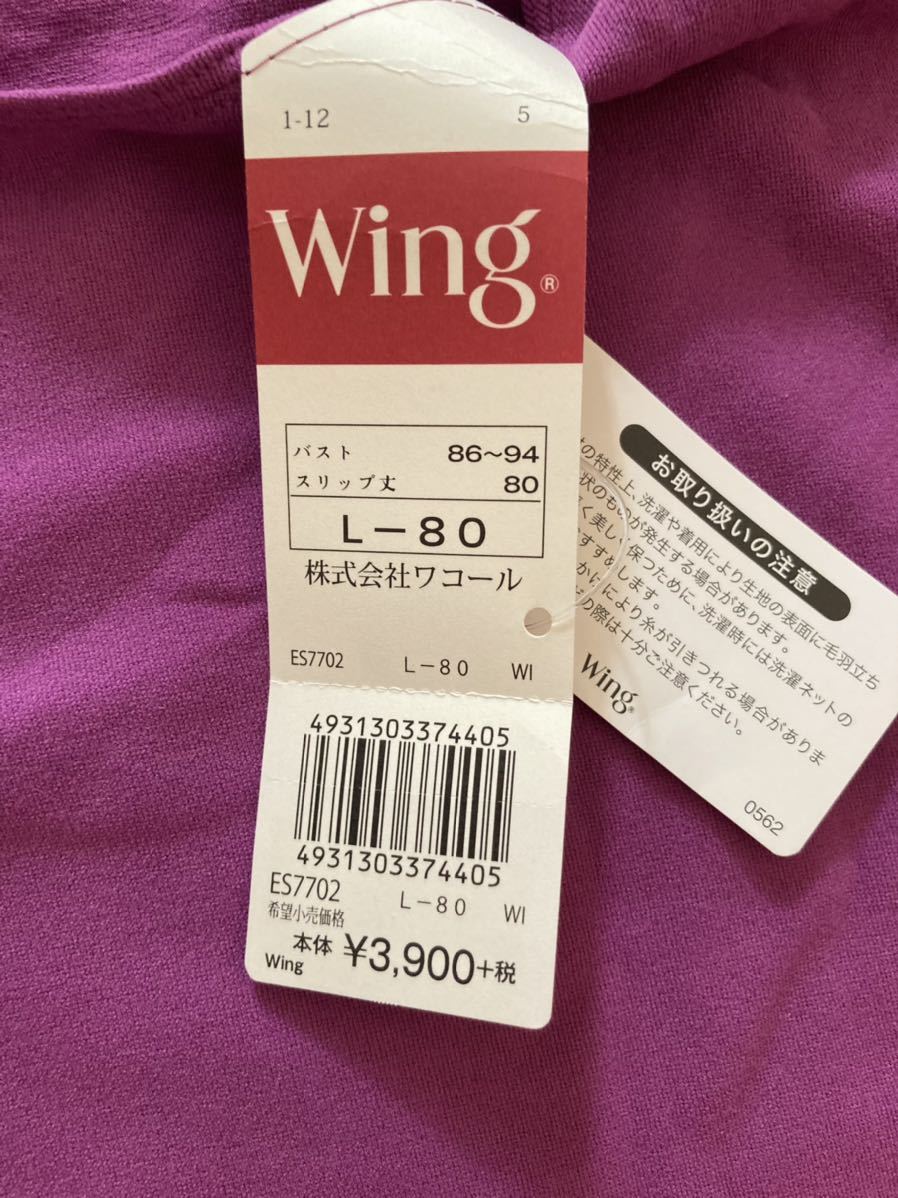 1-12 5
Wing®
バスト 86〜94
スリップ丈 80
L-80
株式会社ワコール
ES7702 L-80 WI
4931303374405
4931303374405
ES7702 L-80 WI
希望小売価格
本体 ¥3,900+税
Wing
お取り扱いの注意
の特性上、洗濯や着用により生地の表面に毛羽立ち
状のものが発生する場合があります。
く美しく保つために、洗濯時には洗濯ネットの
すすめします。
かけにより糸が引きつれる場合がありま
の際は十分ご注意ください。
Wing®
0562